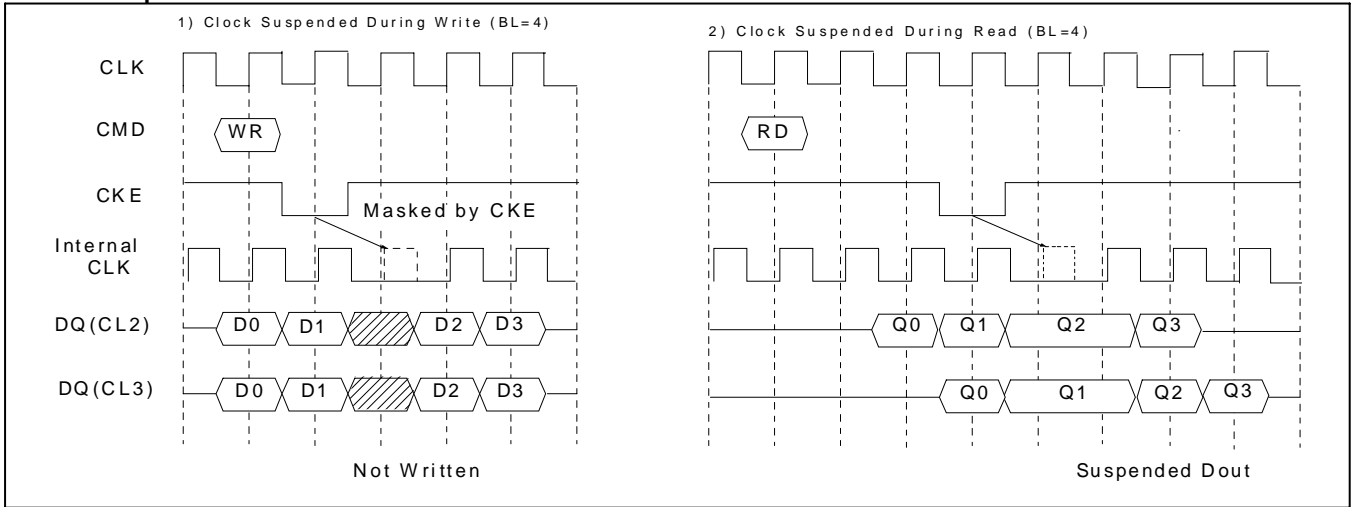 1) Clock Suspended During Write (BL=4)
2) Clock Suspended During Read (BL=4)
CLK
CMD
WR
RD
CKE
Masked by CKE
Internal
CLK
DQ(CL2)
D0 D1 D2 D3
Q0 Q1 Q2 Q3
DQ(CL3)
D0 D1 D2 D3
Q0 Q1 Q2 Q3
Not Written
Suspended Dout